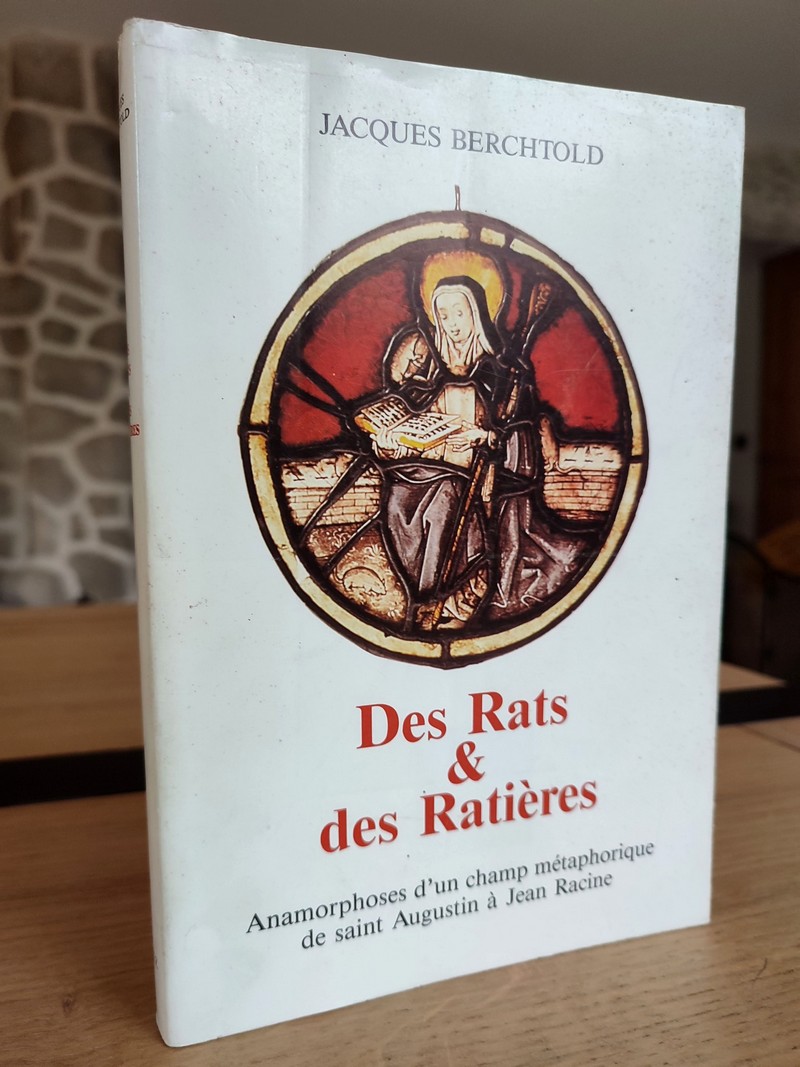 JACQUES BERCHTOLD
Des Rats
&
des Ratières
Anamorphoses d'un champ métaphorique
de saint Augustin à Jean Racine